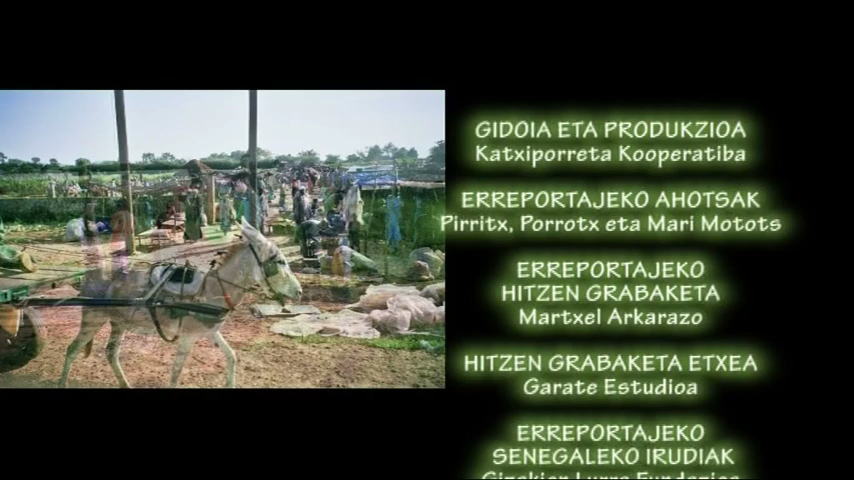 GIDOIA ETA PRODUKZIOA
Katxiporreta Kooperatiba
ERREPORTAJEKO AHOTSAK
Pirritx, Porrotx eta Mari Motots
ERREPORTAJEKO
HITZEN GRABAKETA
Martxel Arkarazo
HITZEN GRABAKETA ETXEA
Garate Estudioa
ERREPORTAJEKO
SENEGALEKO IRUDIAK